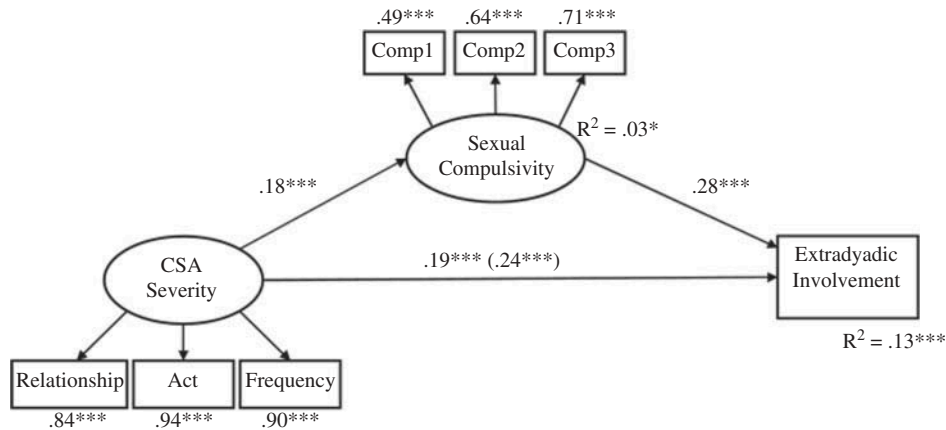 .49*** .64*** .71***
Comp1 Comp2 Comp3
R² = .03*
Sexual
Compulsivity
.18*** .28***
.19*** (.24***)
CSA
Severity
Extradyadic
Involvement
R² = .13***
Relationship Act Frequency
.84*** .94*** .90***